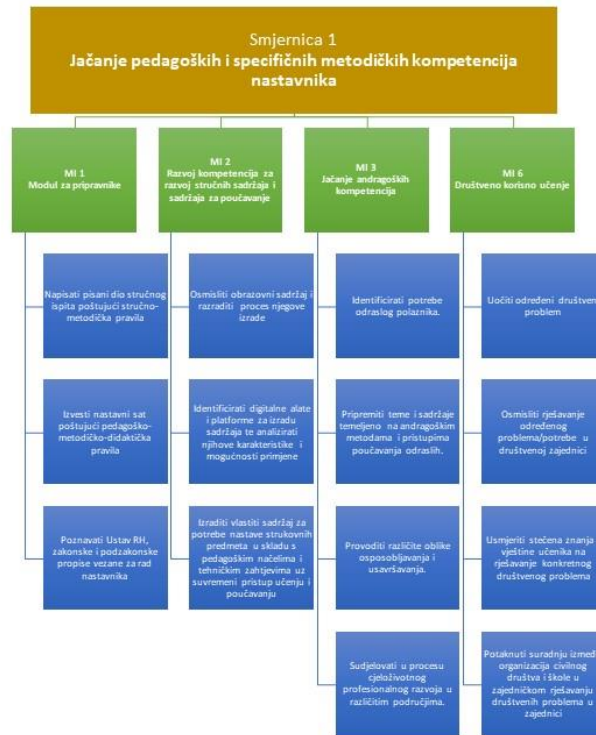 Smjernica 1
Jačanje pedagoških i specifičnih metodičkih kompetencija
nastavnika
MI 1
Modul za pripravnike
Napisati pisani dio stručnog
ispita poštujući stručno-
metodička pravila
Izvesti nastavni sat
poštujući pedagoško-
metodičko-didaktička
pravila
Poznavati Ustav RH,
zakonske i podzakonske
propise vezane za rad
nastavnika
MI 2
Razvoj kompetencija za
razvoj stručnih sadržaja i
sadržaja za poučavanje
Osmisliti obrazovni sadržaj i
razraditi proces njegove
izrade
Identificirati digitalne alate
i platforme za izradu
sadržaja te analizirati
njihove karakteristike i
mogućnosti primjene
Izraditi vlastiti sadržaj za
potrebe nastave strukovnih
predmeta u skladu s
pedagoškim načelima i
tehničkim zahtjevima uz
suvremeni pristup učenju i
poučavanju
MI 3
Jačanje andragoških
kompetencija
Identificirati potrebe
odraslog polaznika.
Pripremiti teme i sadržaje
temeljeno na andragoškim
metodama i pristupima
poučavanja odraslih.
Provoditi različite oblike
osposobljavanja i
usavršavanja.
Sudjelovati u procesu
cjeloživotnog
profesionalnog razvoja u
različitim područjima.
MI 6
Društveno korisno učenje
Uočiti određeni društven
problem
Osmisliti rješavanje
određenog
problema/potrebe u
društvenoj zajednici
Usmjeriti stečena znanja i
vještine učenika na
rješavanje konkretnog
društvenog problema
Potaknuti suradnju izmeđ
organizacija civilnog
društva i škole u
zajedničkom rješavanju
društvenih problema u
zajednici